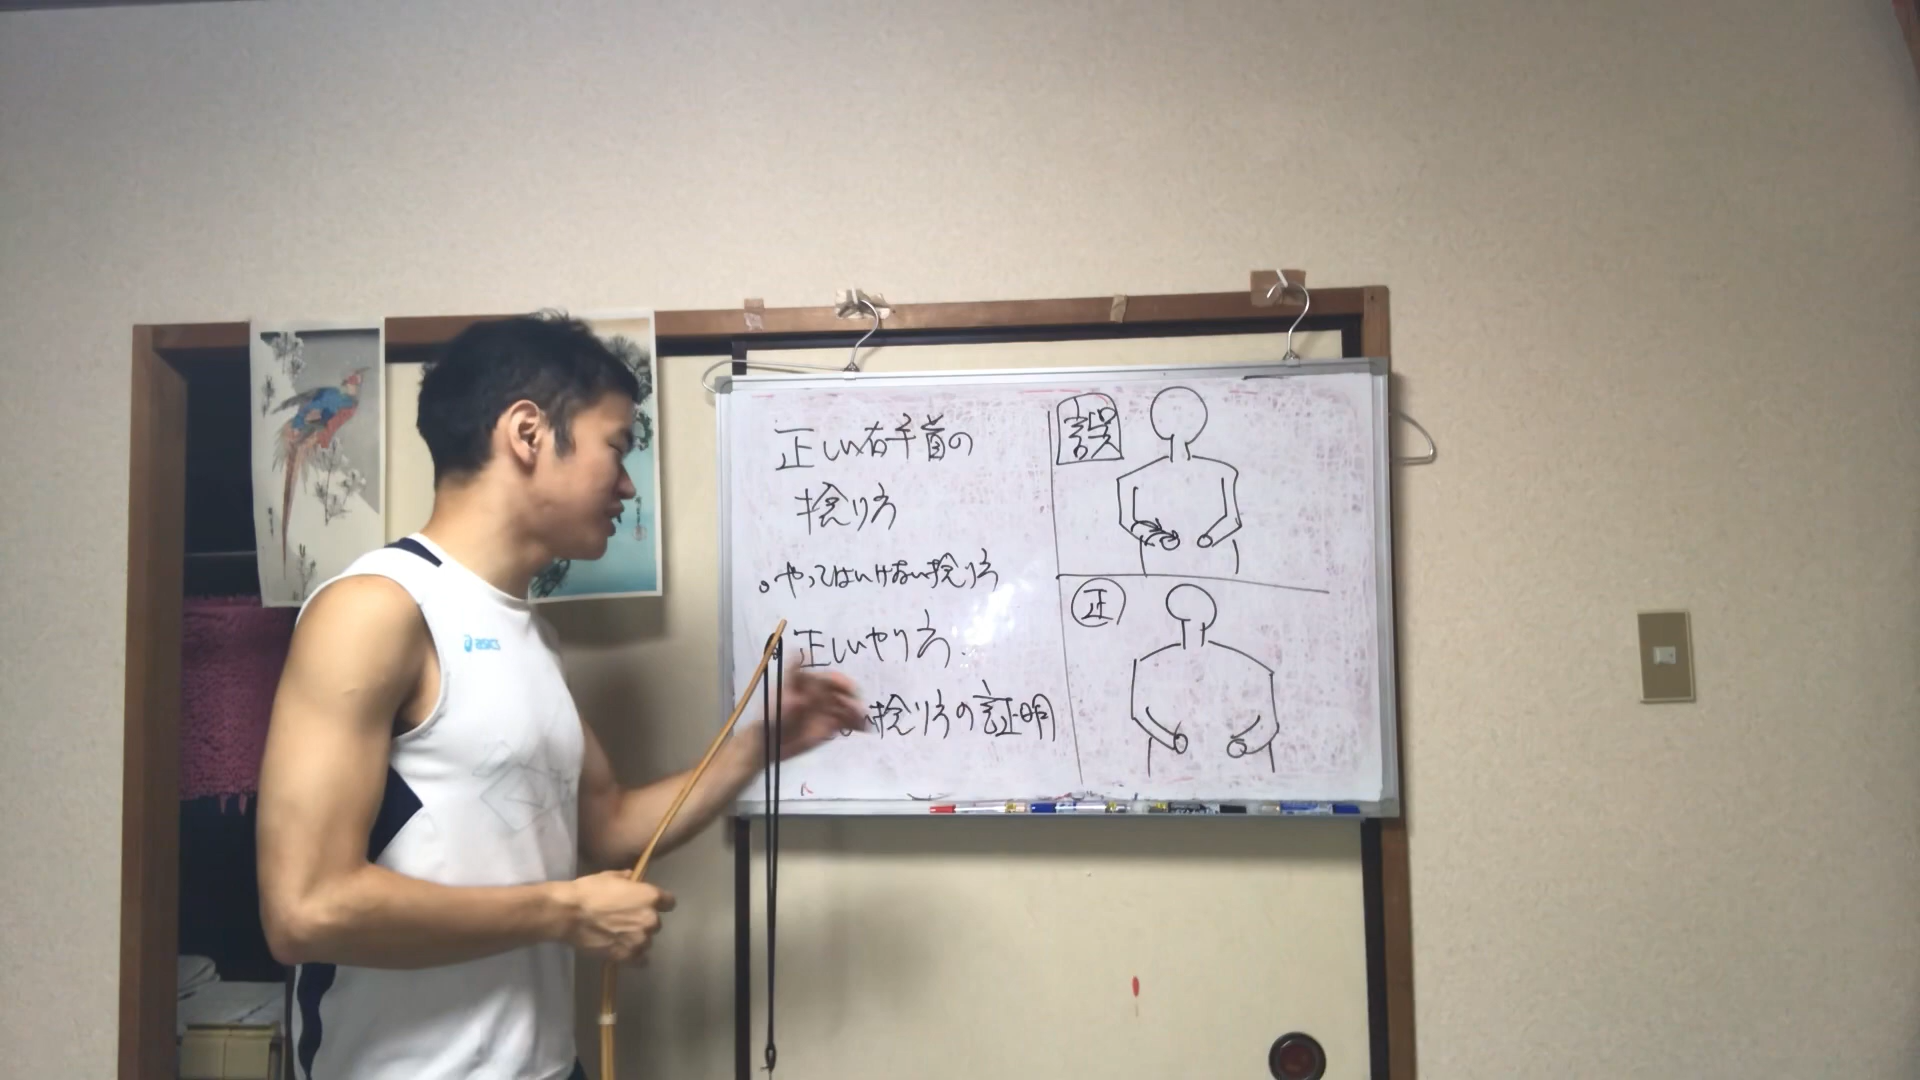 正しい右手首の
捻り方
。やってはいけない捻り方
正しいやり方
い捻り方の証明
誤
正
asics